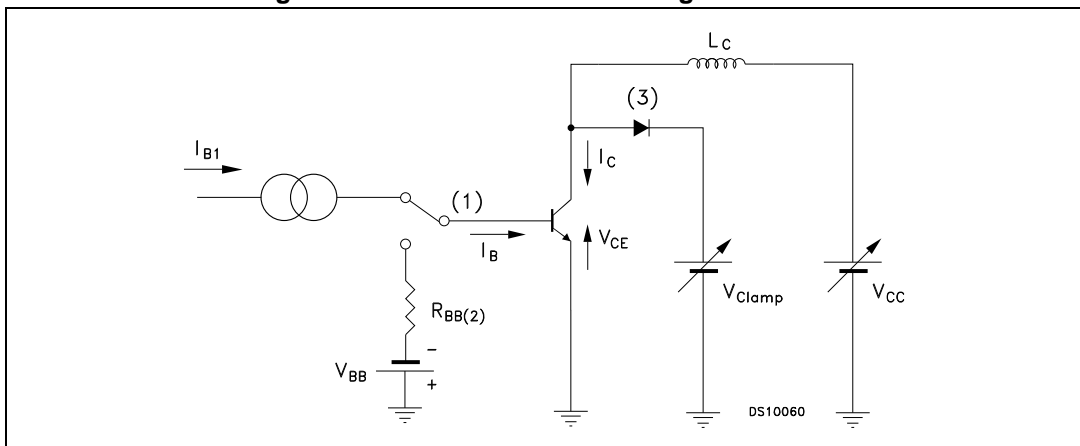 L C
(3)
I B1
I C
(1)
I B
V CE
V Clamp
V CC
R BB(2)
V BB
−
+
DS10060